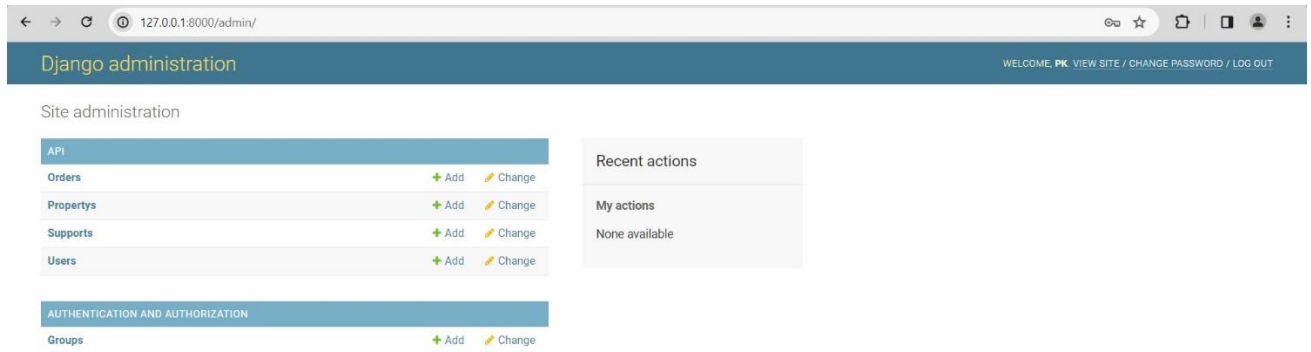 127.0.0.1:8000/admin/
Django administration
WELCOME, PK. VIEW SITE / CHANGE PASSWORD / LOG OUT
Site administration
API
Orders + Add Change
Propertys + Add Change
Supports + Add Change
Users + Add Change
AUTHENTICATION AND AUTHORIZATION
Groups + Add Change
Recent actions
My actions
None available